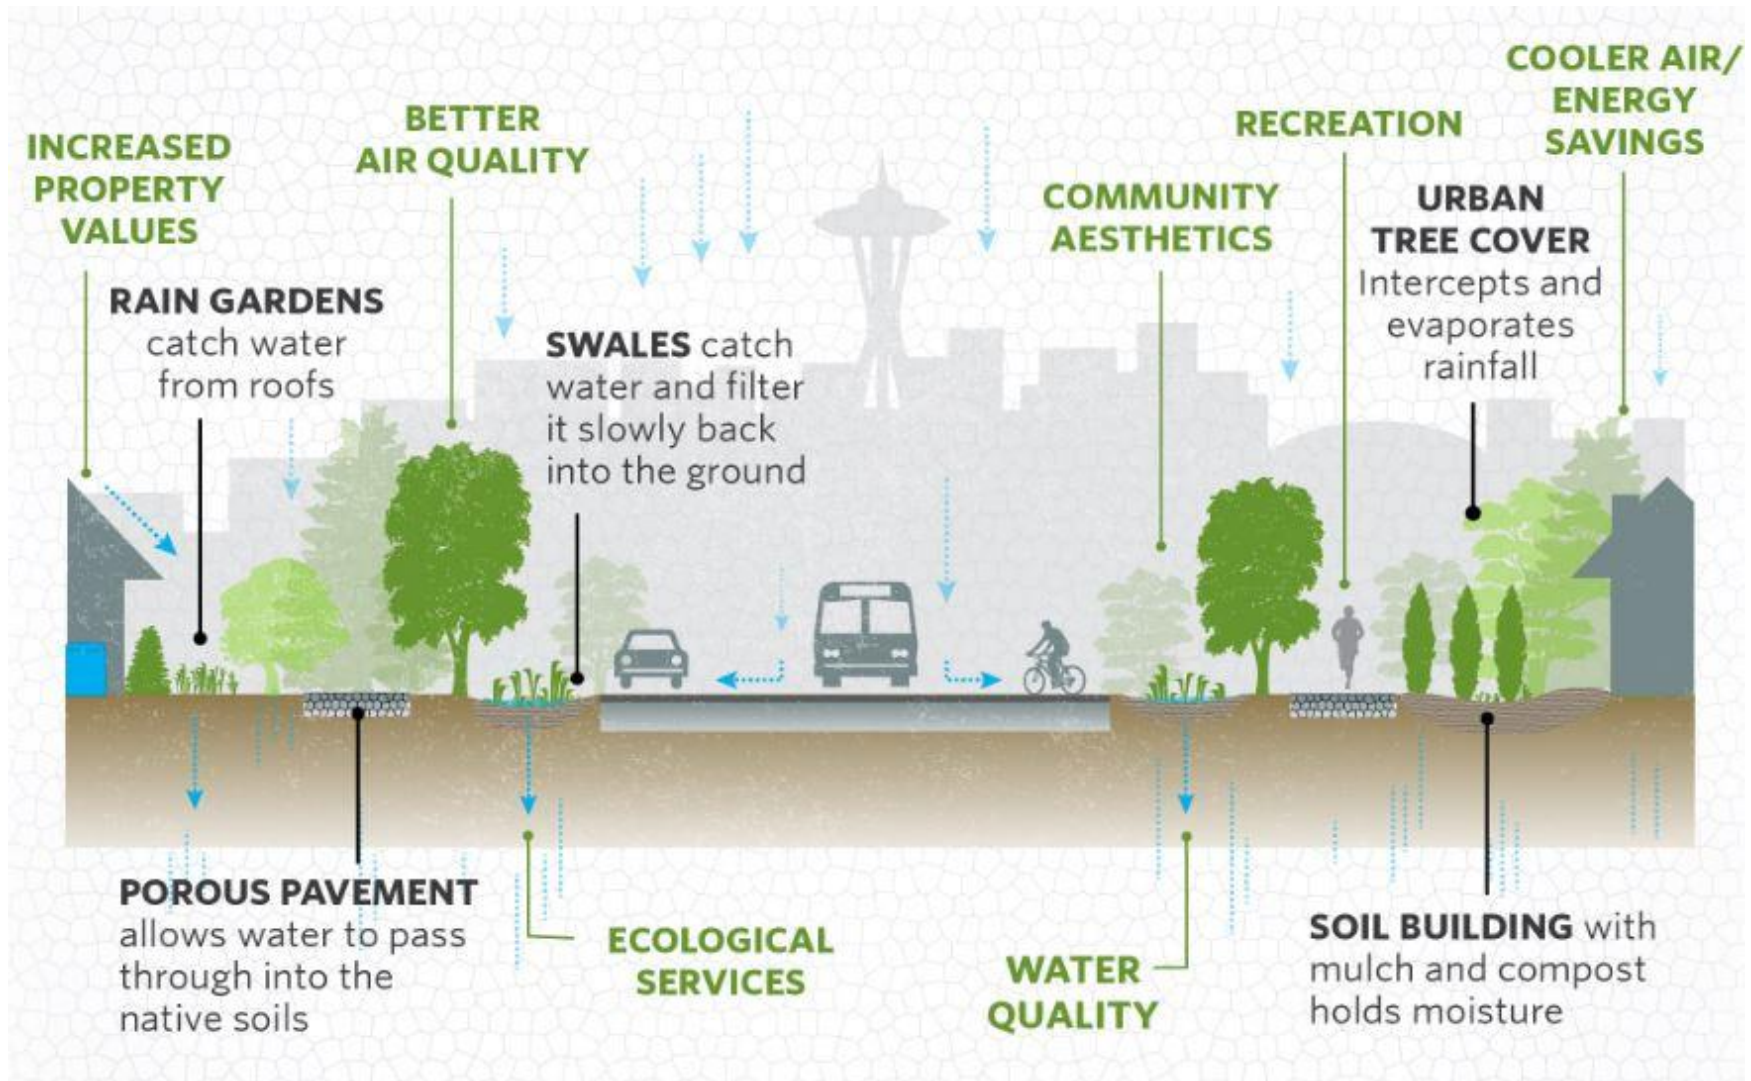 INCREASED
PROPERTY
VALUES
BETTER
AIR QUALITY
RAIN GARDENS
catch water
from roofs
SWALES catch
water and filter
it slowly back
into the ground
COMMUNITY
AESTHETICS
RECREATION
COOLER AIR/
ENERGY
SAVINGS
URBAN
TREE COVER
Intercepts and
evaporates
rainfall
POROUS PAVEMENT
allows water to pass
through into the
native soils
ECOLOGICAL
SERVICES
WATER
QUALITY
SOIL BUILDING with
mulch and compost
holds moisture